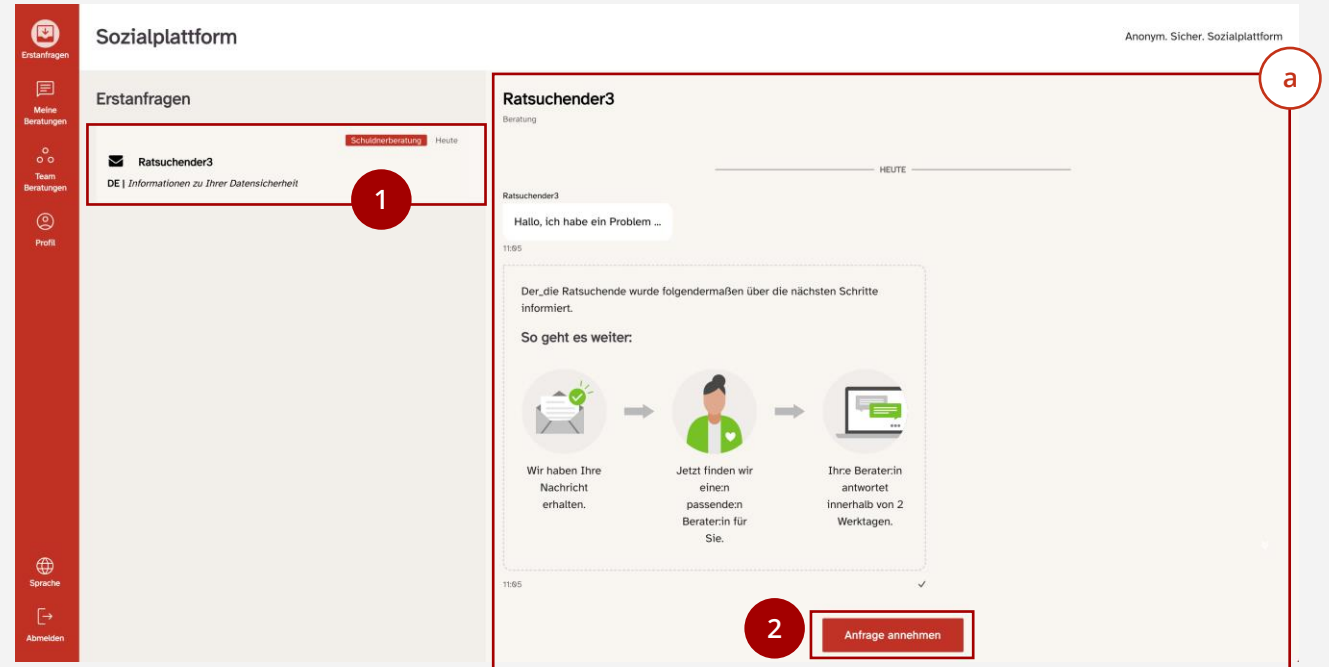 Sozialplattform
Anonym. Sicher. Sozialplattform
Erstanfragen
Meine
Beratungen
Team
Beratungen
Profil
Sprache
Abmelden
Erstanfragen
Schuldnerberatung Heute
Ratsuchender3
DE | Informationen zu Ihrer Datensicherheit
1
a
Ratsuchender3
Beratung
HEUTE
Ratsuchender3
Hallo, ich habe ein Problem ...
11:05
Der_die Ratsuchende wurde folgendermaßen über die nächsten Schritte
informiert.
So geht es weiter:
Wir haben Ihre
Nachricht
erhalten.
Jetzt finden wir
eine:n
passende:n
Berater:in für
Sie.
Ihr:e Berater:in
antwortet
innerhalb von 2
Werktagen.
11:05
2
Anfrage annehmen